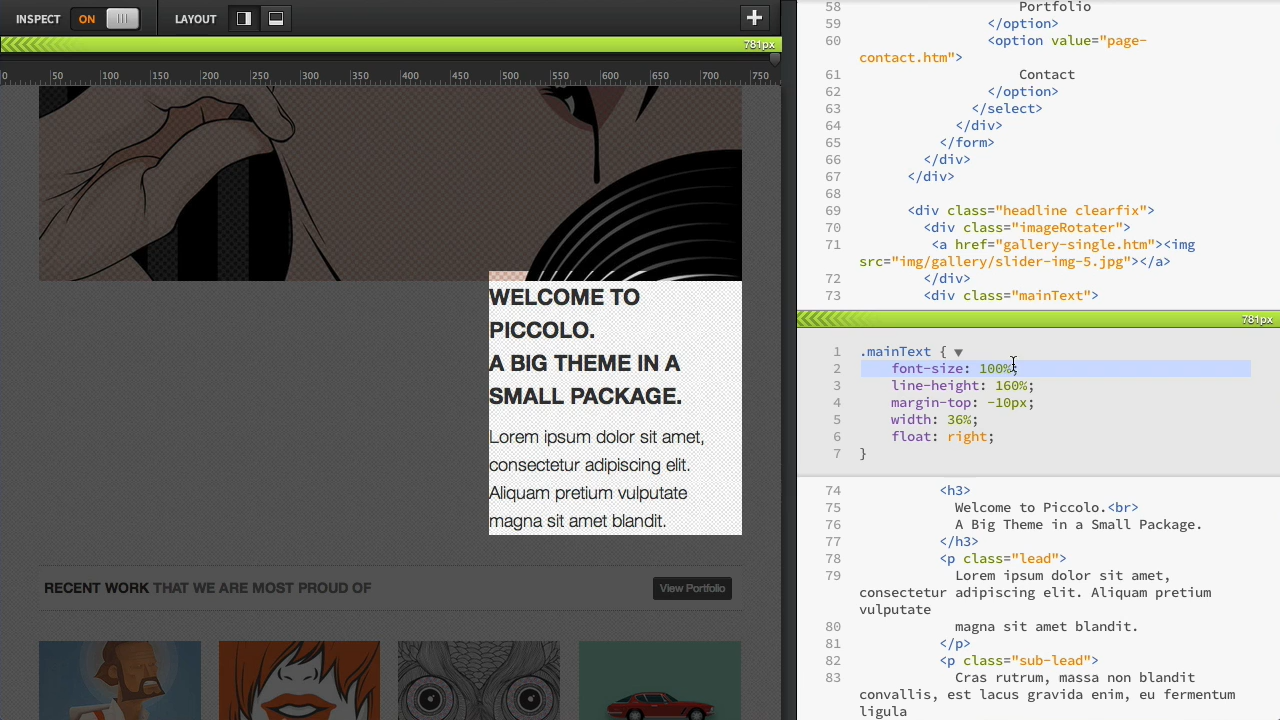 INSPECT ON LAYOUT
781px
0 50 100 150 200 250 300 350 400 450 500 550 600 650 700 750
WELCOME TO
PICCOLO.
A BIG THEME IN A
SMALL PACKAGE.
Lorem ipsum dolor sit amet,
consectetur adipiscing elit.
Aliquam pretium vulputate
magna sit amet blandit.
RECENT WORK THAT WE ARE MOST PROUD OF
View Portfolio
58 Portfolio
59 </option>
60 <option value="page-
contact.htm">
61 Contact
62 </option>
63 </select>
64 </div>
65 </form>
66 </div>
67 </div>
68
69 <div class="headline clearfix">
70 <div class="imageRotater">
71 <a href="gallery-single.htm"><img
src="img/gallery/slider-img-5.jpg"></a>
72 </div>
73 <div class="mainText">
781px
1 .mainText {
2 font-size: 100%;
3 line-height: 160%;
4 margin-top: -10px;
5 width: 36%;
6 float: right;
7 }
74 <h3>
75 Welcome to Piccolo.<br>
76 A Big Theme in a Small Package.
77 </h3>
78 <p class="lead">
79 Lorem ipsum dolor sit amet,
consectetur adipiscing elit. Aliquam pretium
vulputate
80 magna sit amet blandit.
81 </p>
82 <p class="sub-lead">
83 Cras rutrum, massa non blandit
convallis, est lacus gravida enim, eu fermentum
ligula